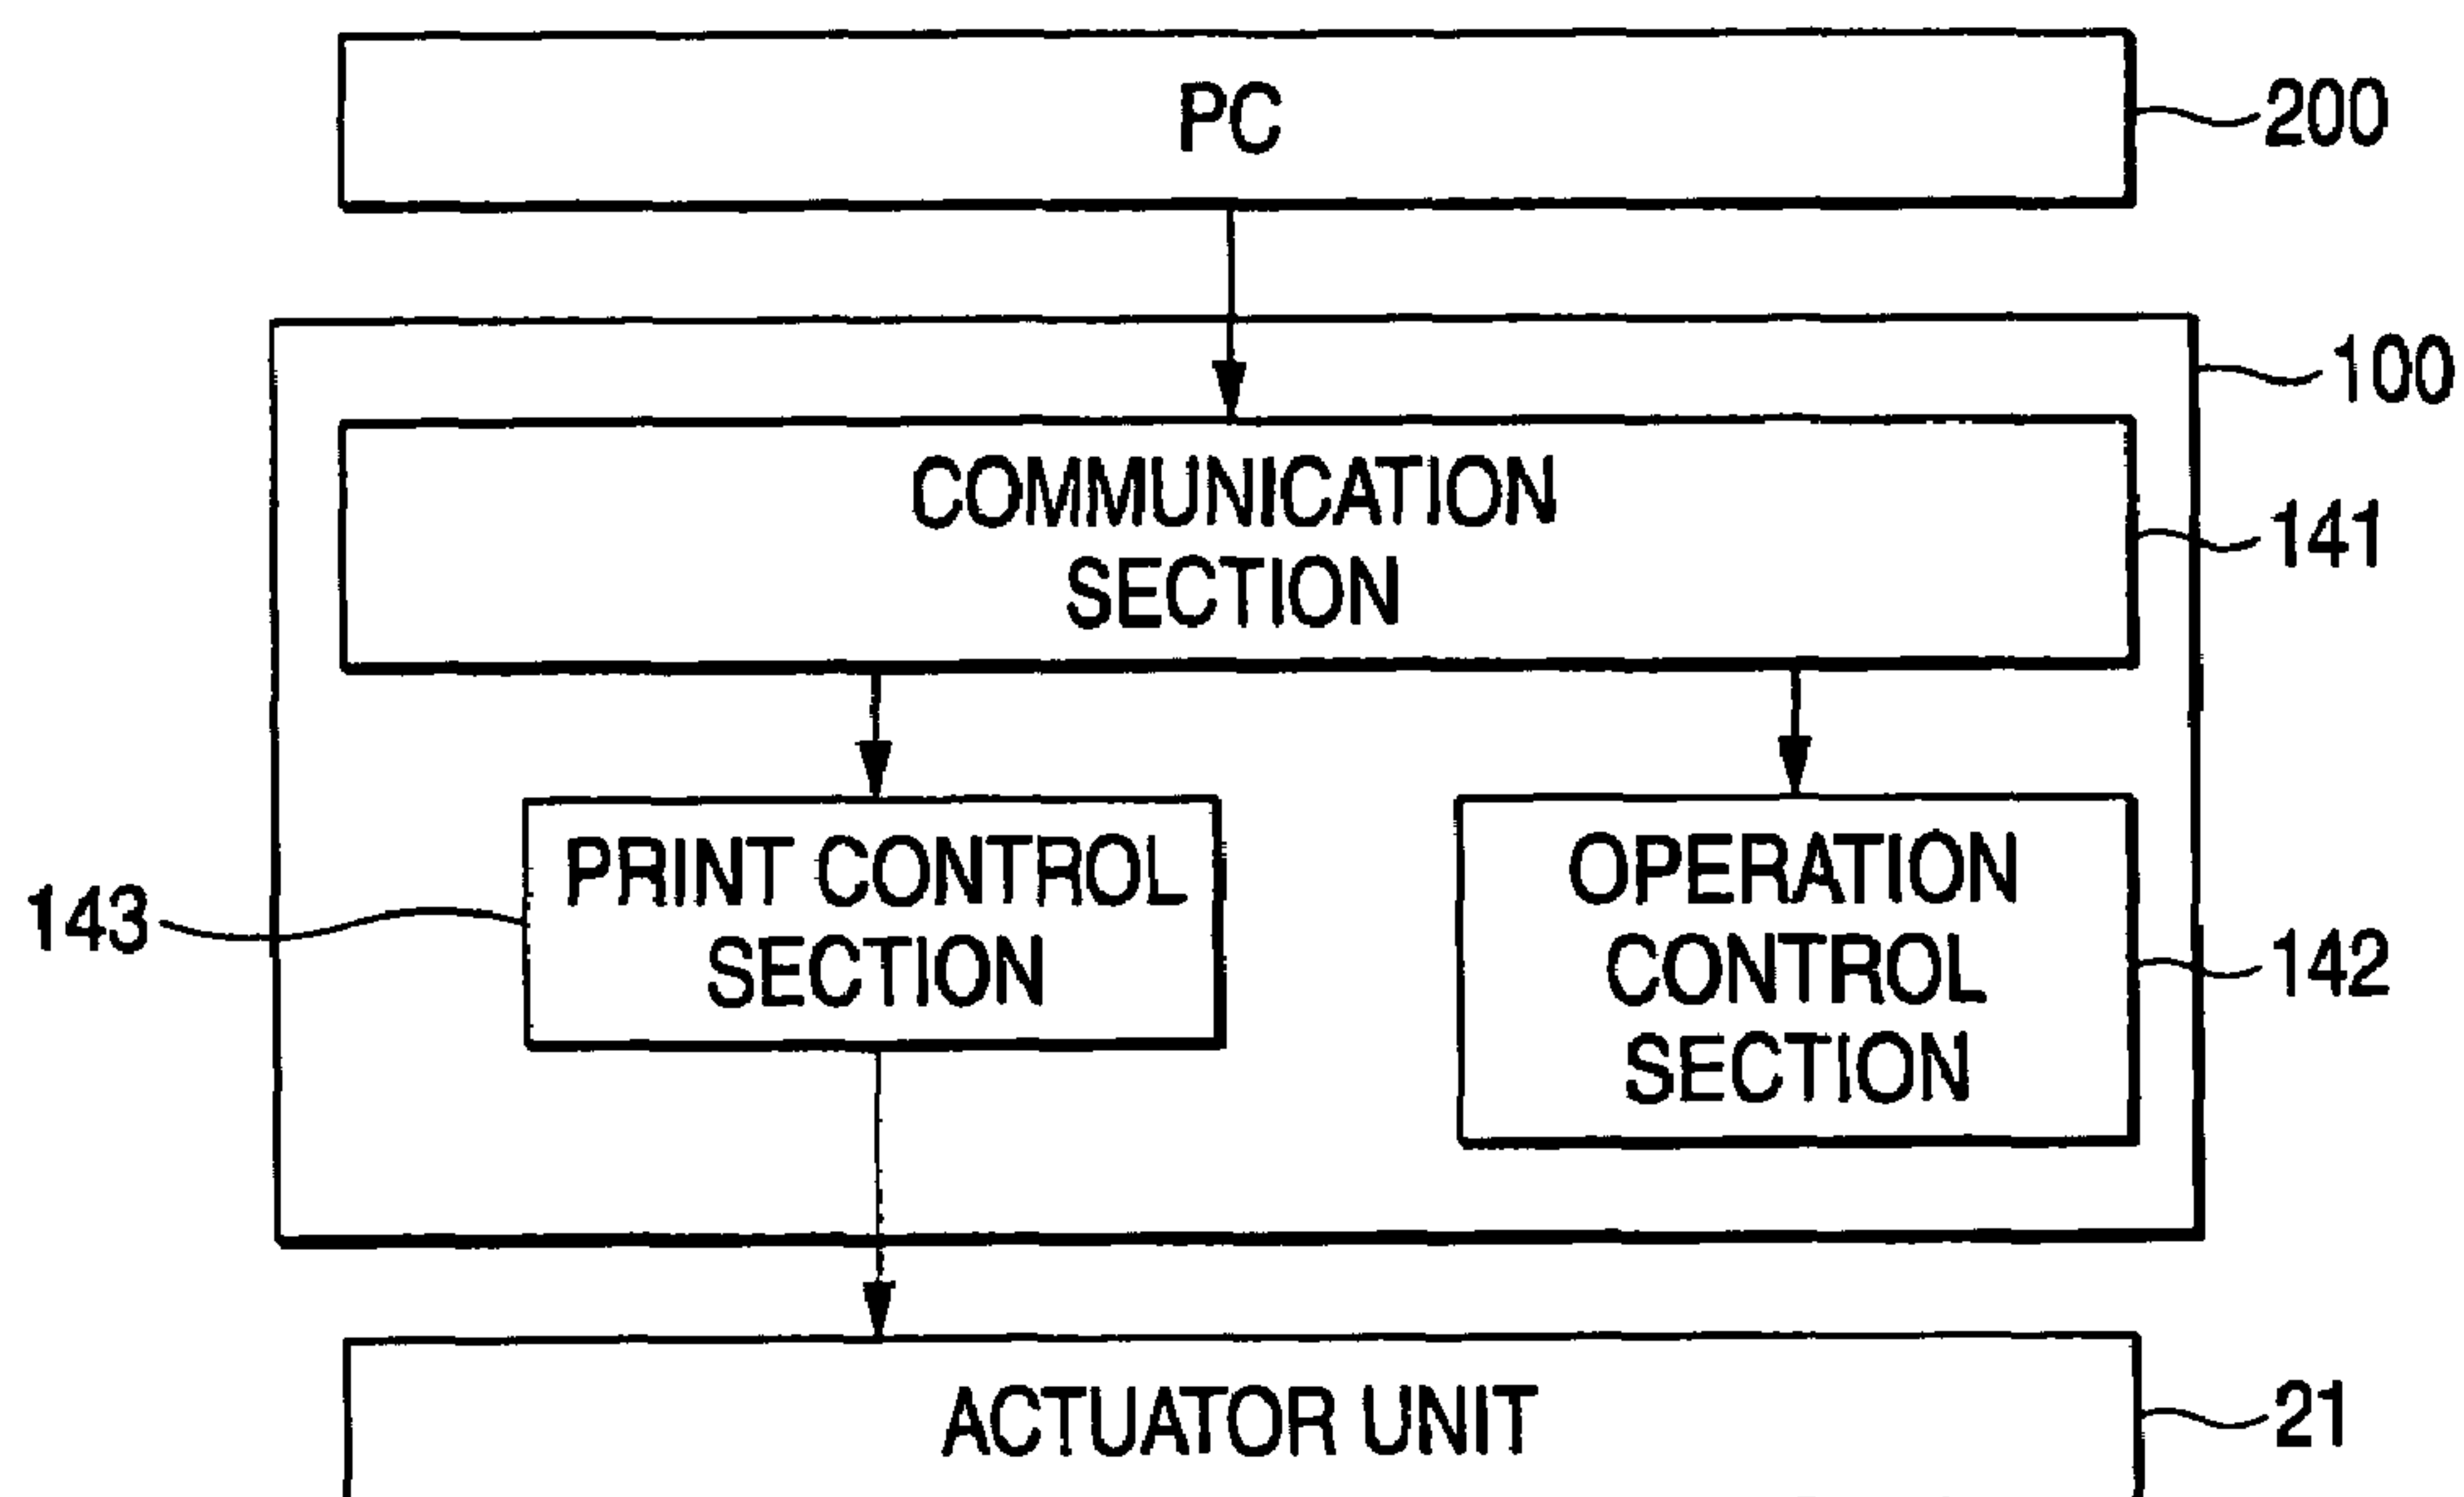 PC
200
100
COMMUNICATION
SECTION
141
PRINT CONTROL
SECTION
143
OPERATION
CONTROL
SECTION
142
ACTUATOR UNIT
21